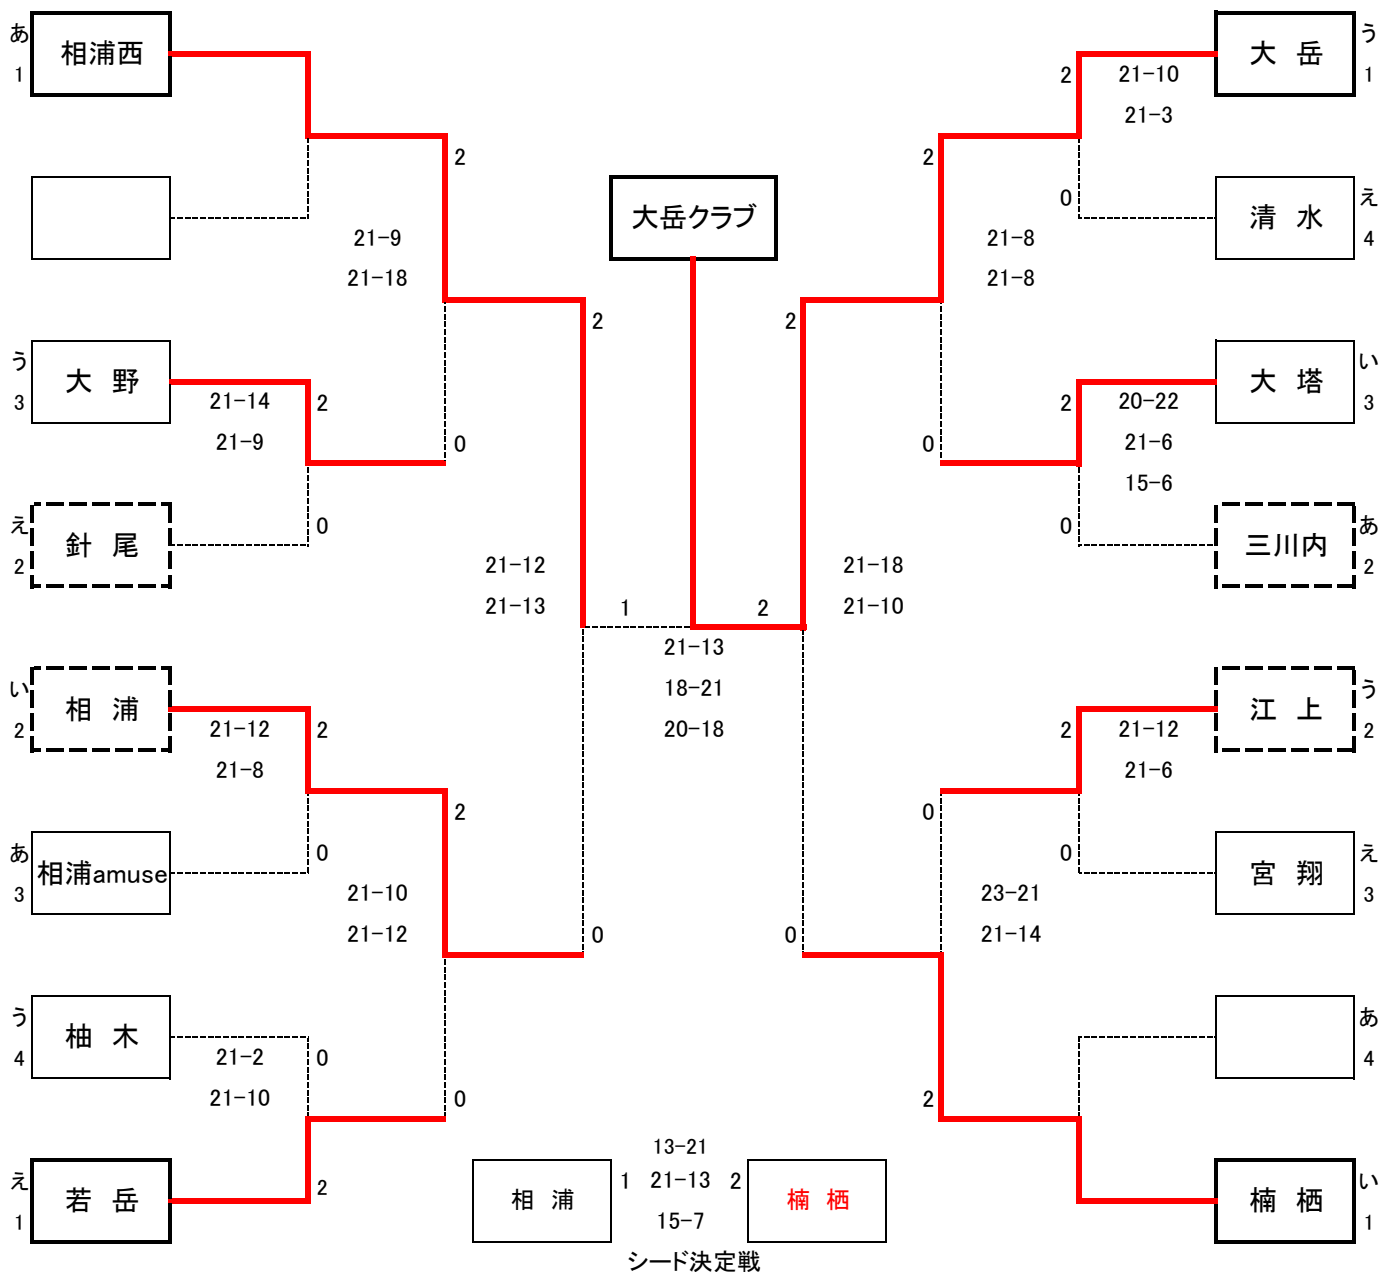 あ
1
相浦西
2
21-9
21-18
う
3
大　野
21-14
21-9
2
0
え
2
針　尾
0
2
21-12
21-13
い
2
相　浦
21-12
21-8
2
あ
3
相浦amuse
0
2
21-10
21-12
0
う
4
柚　木
21-2
21-10
0
0
え
1
若　岳
2
大岳クラブ
1
2
21-13
18-21
20-18
う
1
大　岳
2
21-10
21-3
え
4
清　水
0
2
21-8
21-8
い
3
大　塔
2
20-22
21-6
15-6
0
あ
2
三川内
0
2
21-18
21-10
う
2
江　上
2
21-12
21-6
え
3
宮　翔
0
0
23-21
21-14
0
あ
4
2
い
1
楠　栖
相　浦
1
13-21
21-13
15-7
2
楠　栖
シード決定戦